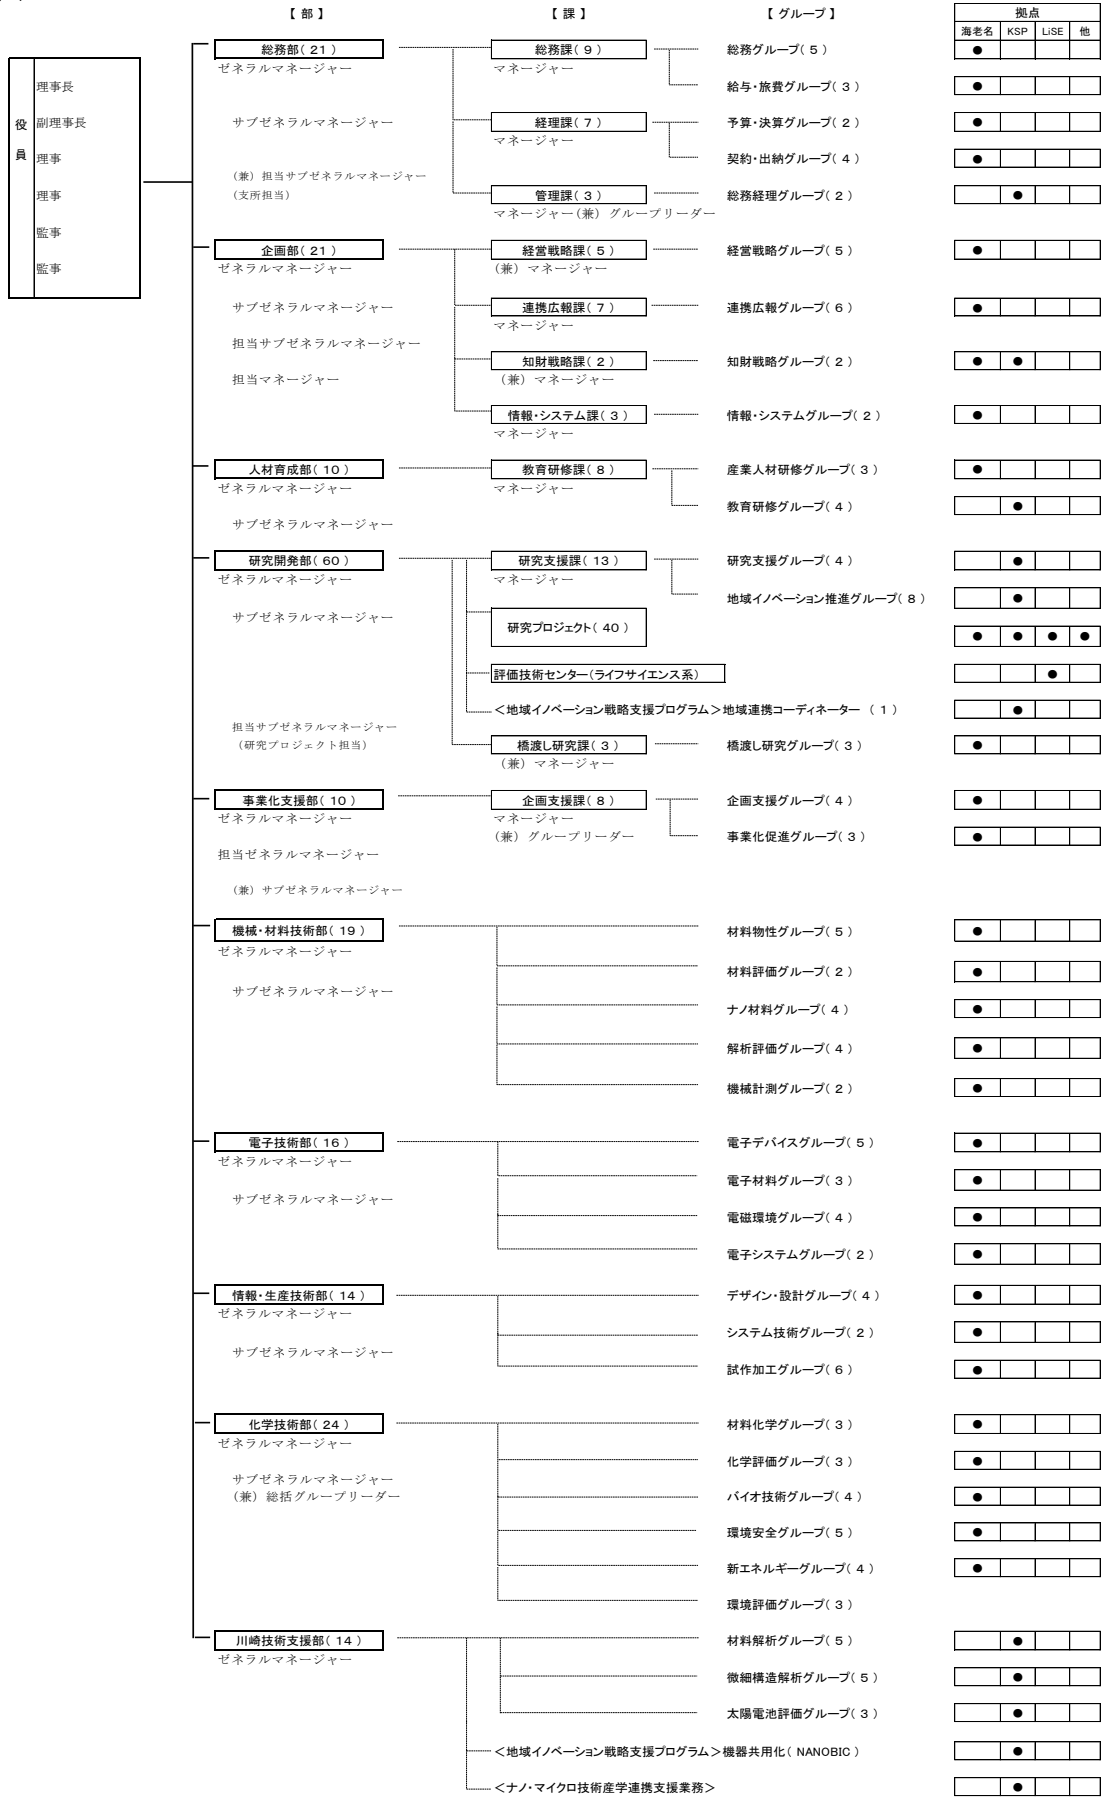 【 部 】 【 課 】 【 グループ 】 拠点
海老名 KSP LiSE 他
総務部( 21 ) 総務課( 9 ) 総務グループ( 5 ) ●
ゼネラルマネージャー マネージャー
役員
理事長
副理事長
理事
理事
監事
監事
給与・旅費グループ( 3 ) ●
サブゼネラルマネージャー 経理課( 7 ) 予算・決算グループ( 2 ) ●
マネージャー
契約・出納グループ( 4 ) ●
(兼) 担当サブゼネラルマネージャー
(支所担当) 管理課( 3 ) 総務経理グループ( 2 ) ●
マネージャー(兼) グループリーダー
企画部( 21 ) 経営戦略課( 5 ) 経営戦略グループ( 5 ) ●
ゼネラルマネージャー (兼) マネージャー
サブゼネラルマネージャー 連携広報課( 7 ) 連携広報グループ( 6 ) ●
マネージャー
担当サブゼネラルマネージャー
知財戦略課( 2 ) 知財戦略グループ( 2 ) ● ●
担当マネージャー (兼) マネージャー
情報・システム課( 3 ) 情報・システムグループ( 2 ) ●
マネージャー
人材育成部( 10 ) 教育研修課( 8 ) 産業人材研修グループ( 3 ) ●
ゼネラルマネージャー マネージャー
教育研修グループ( 4 ) ●
サブゼネラルマネージャー
研究開発部( 60 ) 研究支援課( 13 ) 研究支援グループ( 4 ) ●
ゼネラルマネージャー マネージャー
地域イノベーション推進グループ( 8 ) ●
サブゼネラルマネージャー
研究プロジェクト( 40 ) ● ● ● ●
評価技術センター(ライフサイエンス系) ●
<地域イノベーション戦略支援プログラム>地域連携コーディネーター ( 1 ) ●
担当サブゼネラルマネージャー
(研究プロジェクト担当) 橋渡し研究課( 3 ) 橋渡し研究グループ( 3 ) ●
(兼) マネージャー
事業化支援部( 10 ) 企画支援課( 8 ) 企画支援グループ( 4 ) ●
ゼネラルマネージャー マネージャー
(兼) グループリーダー 事業化促進グループ( 3 ) ●
担当ゼネラルマネージャー
(兼) サブゼネラルマネージャー
機械・材料技術部( 19 ) 材料物性グループ( 5 ) ●
ゼネラルマネージャー
材料評価グループ( 2 ) ●
サブゼネラルマネージャー
ナノ材料グループ( 4 ) ●
解析評価グループ( 4 ) ●
機械計測グループ( 2 ) ●
電子技術部( 16 ) 電子デバイスグループ( 5 ) ●
ゼネラルマネージャー
電子材料グループ( 3 ) ●
サブゼネラルマネージャー
電磁環境グループ( 4 ) ●
電子システムグループ( 2 ) ●
情報・生産技術部( 14 ) デザイン・設計グループ( 4 ) ●
ゼネラルマネージャー
システム技術グループ( 2 ) ●
サブゼネラルマネージャー
試作加工グループ( 6 ) ●
化学技術部( 24 ) 材料化学グループ( 3 ) ●
ゼネラルマネージャー
化学評価グループ( 3 ) ●
サブゼネラルマネージャー
(兼) 総括グループリーダー バイオ技術グループ( 4 ) ●
環境安全グループ( 5 ) ●
新エネルギーグループ( 4 ) ●
環境評価グループ( 3 )
川崎技術支援部( 14 ) 材料解析グループ( 5 ) ●
ゼネラルマネージャー
微細構造解析グループ( 5 ) ●
太陽電池評価グループ( 3 ) ●
<地域イノベーション戦略支援プログラム>機器共用化( NANOBIC ) ●
<ナノ・マイクロ技術産学連携支援業務> ●